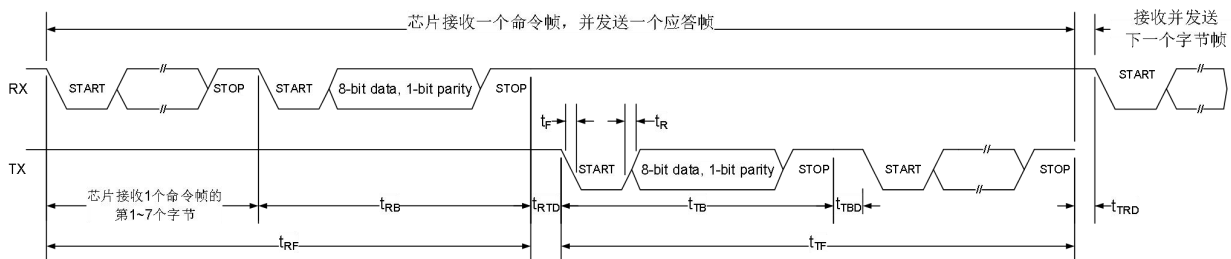 芯片接收一个命令帧，并发送一个应答帧
接收并发送
下一个字节帧
RX
START
//
//
STOP
START
8-bit data, 1-bit parity
STOP
START
//
//
tF
tR
TX
START
8-bit data, 1-bit parity
STOP
START
//
//
STOP
芯片接收1个命令帧的
第1~7个字节
tRB
tRTD
tTB
tTBD
tTRD
tRF
tTF